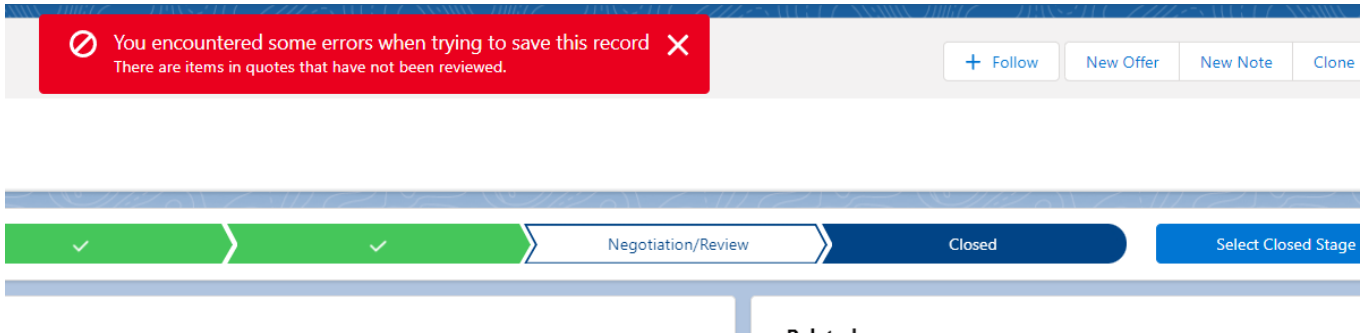 You encountered some errors when trying to save this record
There are items in quotes that have not been reviewed.
+ Follow
New Offer
New Note
Clone
Negotiation/Review
Closed
Select Closed Stage